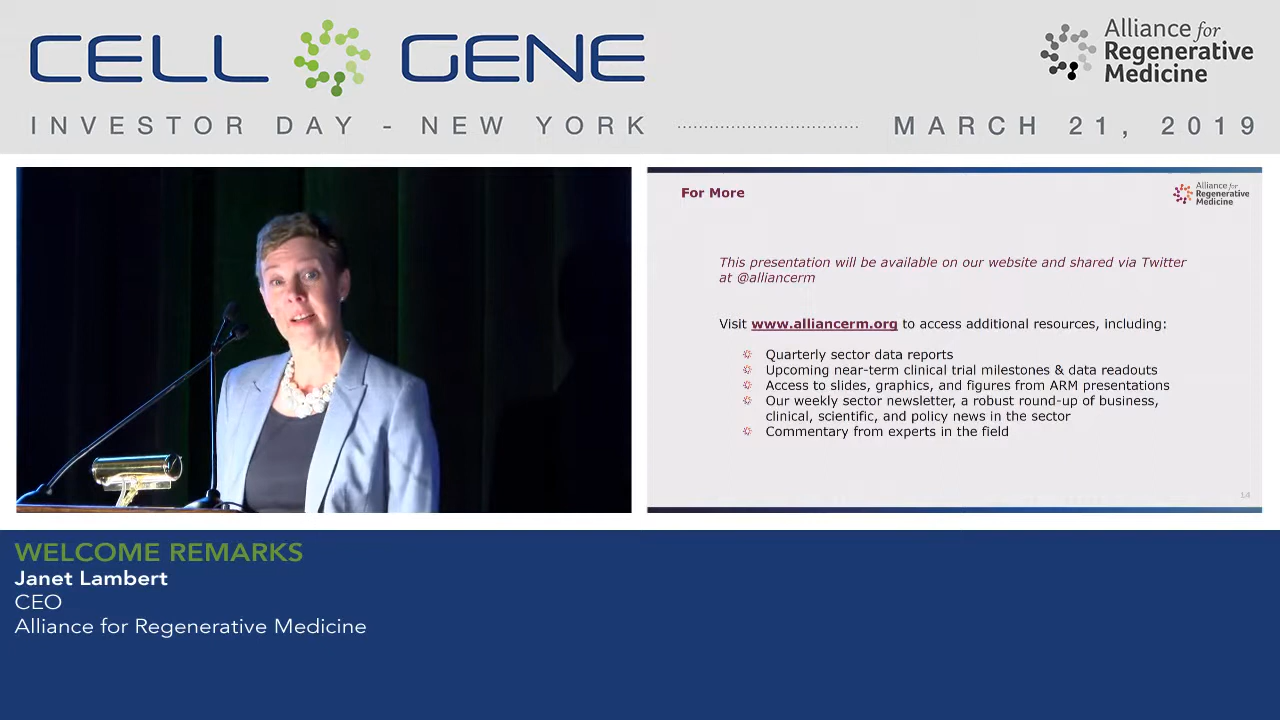 CELL GENE
Alliance for
Regenerative
Medicine
INVESTOR DAY - NEW YORK
MARCH 21, 2019
For More
Alliance for
Regenerative
Medicine
This presentation will be available on our website and shared via Twitter
at @alliancerm
Visit www.alliancerm.org to access additional resources, including:
Quarterly sector data reports
Upcoming near-term clinical trial milestones & data readouts
Access to slides, graphics, and figures from ARM presentations
Our weekly sector newsletter, a robust round-up of business,
clinical, scientific, and policy news in the sector
Commentary from experts in the field
14
WELCOME REMARKS
Janet Lambert
CEO
Alliance for Regenerative Medicine